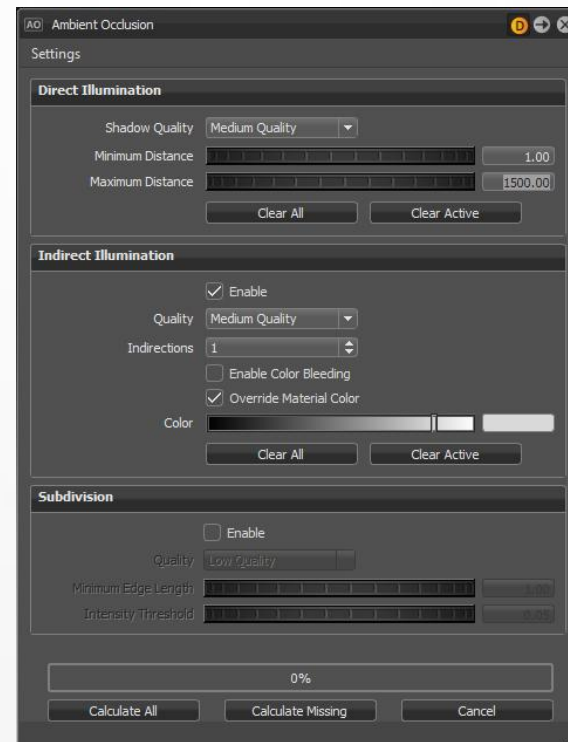 AO Ambient Occlusion D
Settings
Direct Illumination
Shadow Quality Medium Quality
Minimum Distance 1.00
Maximum Distance 1500.00
Clear All Clear Active
Indirect Illumination
Enable
Quality Medium Quality
Indirections 1
Enable Color Bleeding
Override Material Color
Color
Clear All Clear Active
Subdivision
Enable
Quality Low Quality
Minimum Edge Length 1.00
Intensity Threshold 0.05
0%
Calculate All Calculate Missing Cancel